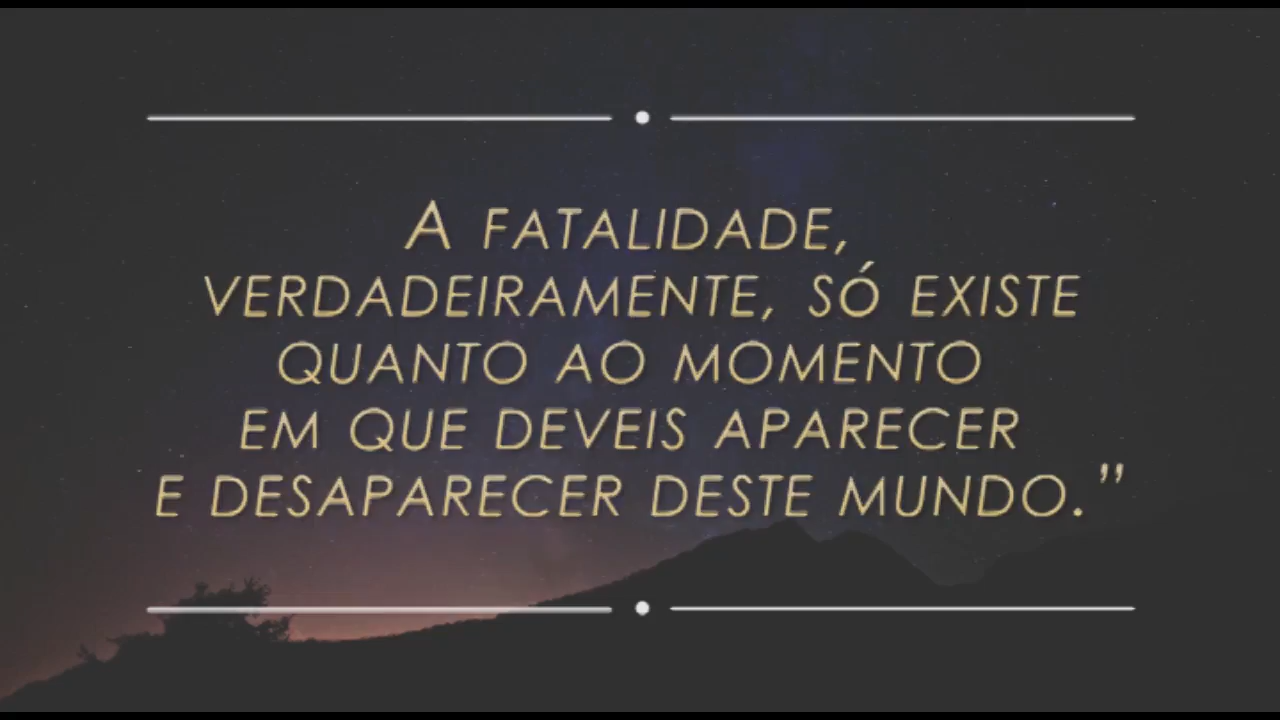 A FATALIDADE,
VERDADEIRAMENTE, SÓ EXISTE
QUANTO AO MOMENTO
EM QUE DEVEIS APARECER
E DESAPARECER DESTE MUNDO."